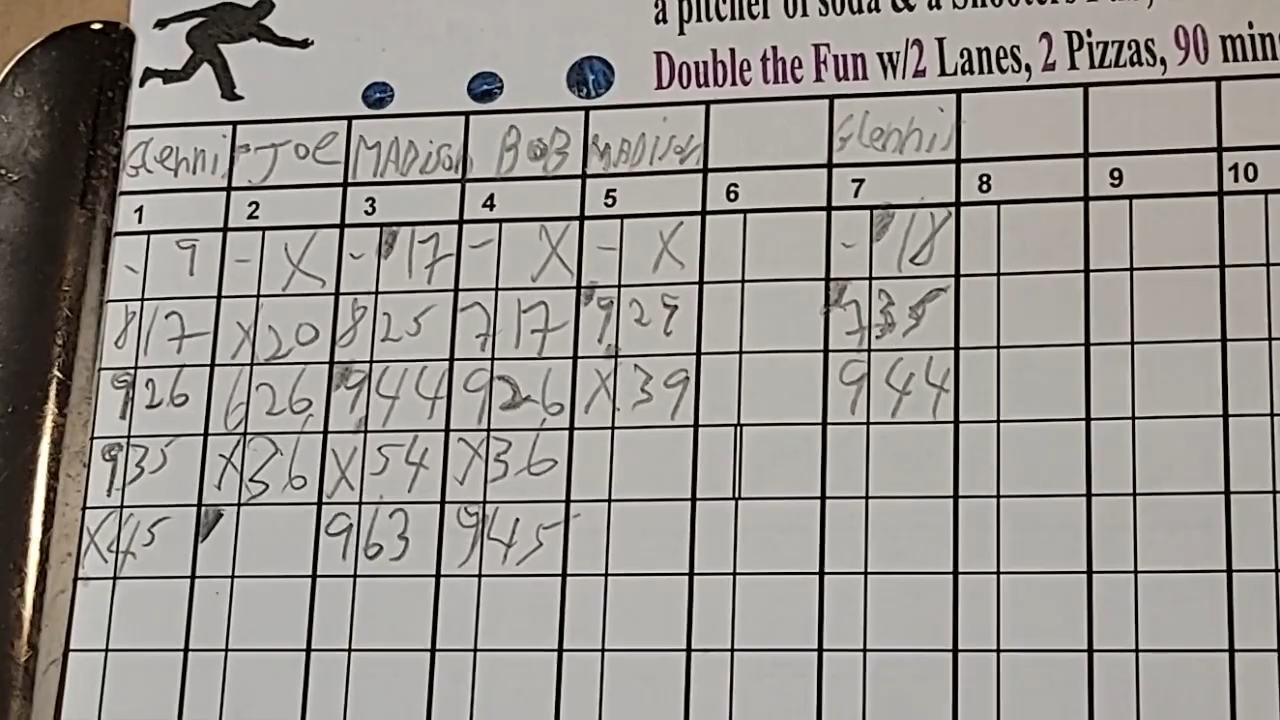 a pitcher of soda & a Shooters
Double the Fun w/2 Lanes, 2 Pizzas, 90 min
Glenni JOE MADison BOB MADison Glenni
1 2 3 4 5 6 7 8 9 10
- 9 - X - 17 - X - X - 18
8 17 X 20 8 25 7 17 9 29 7 35
9 26 6 26 9 44 9 26 X 39 9 44
9 35 X 36 X 54 X 36
X 45 9 63 9 45